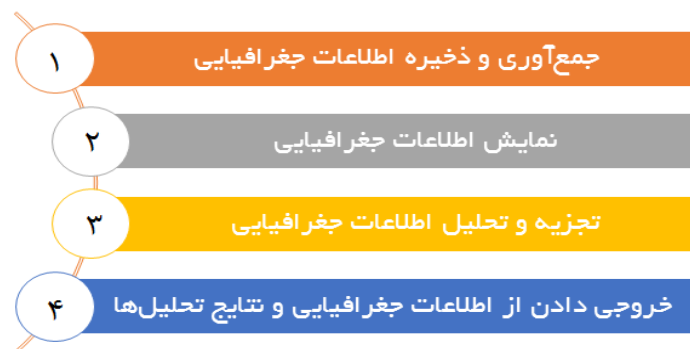 ۱
جمع‌آوری و ذخیره اطلاعات جغرافیایی
۲
نمایش اطلاعات جغرافیایی
۳
تجزیه و تحلیل اطلاعات جغرافیایی
۴
خروجی دادن از اطلاعات جغرافیایی و نتایج تحلیل‌ها